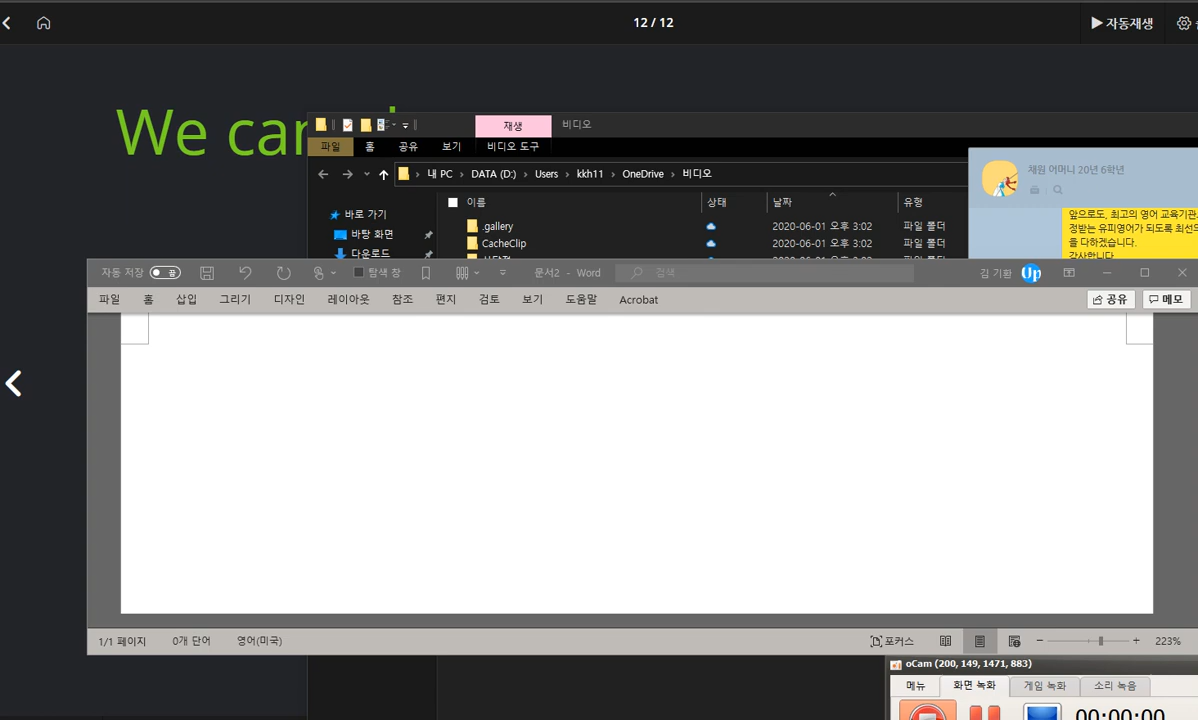 12 / 12
▶ 자동재생
We can
재생
비디오
파일 홈 공유 보기 비디오 도구
내 PC › DATA (D:) › Users › kkh11 › OneDrive › 비디오
이름 상태 날짜 유형
바로 가기
바탕 화면
다운로드
.gallery 2020-06-01 오후 3:02 파일 폴더
CacheClip 2020-06-01 오후 3:02 파일 폴더
채원 어머니 20년 6학년
앞으로도, 최고의 영어 교육기관
정받는 유피영어가 되도록 최선의
을 다하겠습니다.
감사합니다
자동 저장 끔 탐색 창 문서2 - Word 검색 김 기환 Up
파일 홈 삽입 그리기 디자인 레이아웃 참조 편지 검토 보기 도움말 Acrobat 공유 메모
1/1 페이지 0개 단어 영어(미국) 포커스 223%
oCam (200, 149, 1471, 883)
메뉴 화면 녹화 게임 녹화 소리 녹음
00:00:00